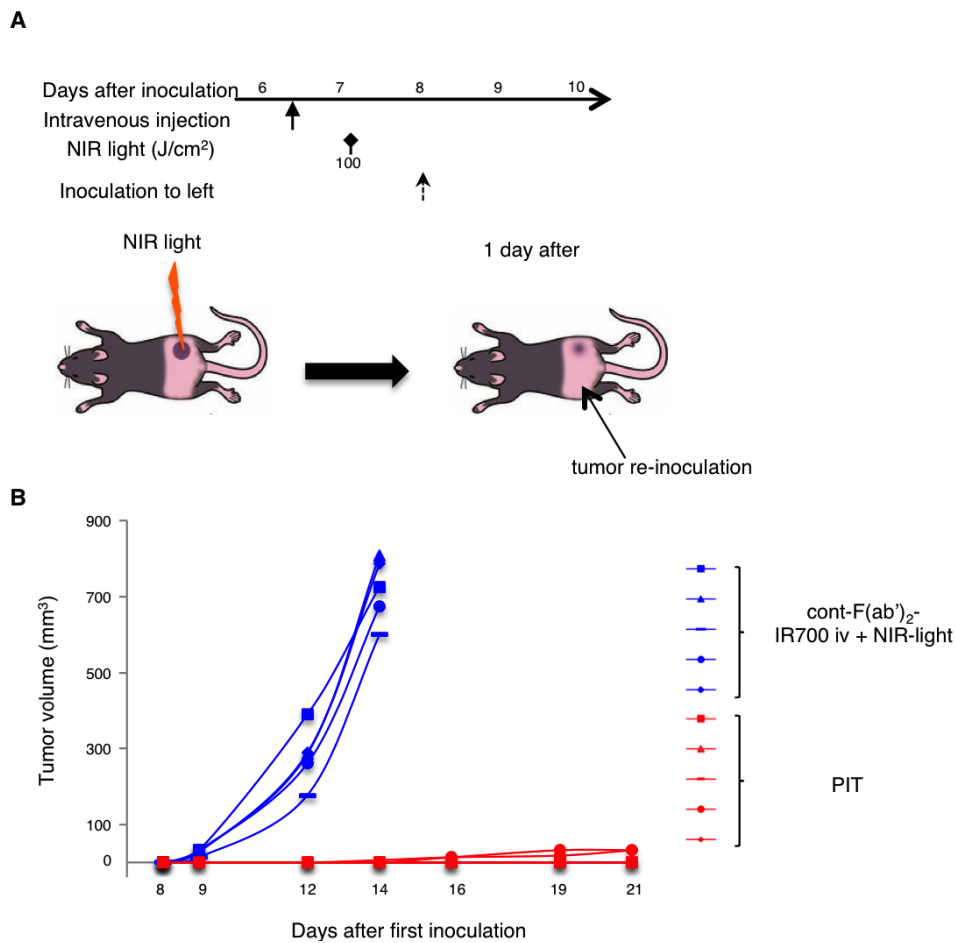 A
Days after inoculation 6 7 8 9 10
Intravenous injection
NIR light (J/cm²)
100
Inoculation to left
NIR light
1 day after
tumor re-inoculation
B
Tumor volume (mm³)
900
700
500
300
100
0
8 9 12 14 16 19 21
Days after first inoculation
cont-F(ab’)₂-
IR700 iv + NIR-light
PIT